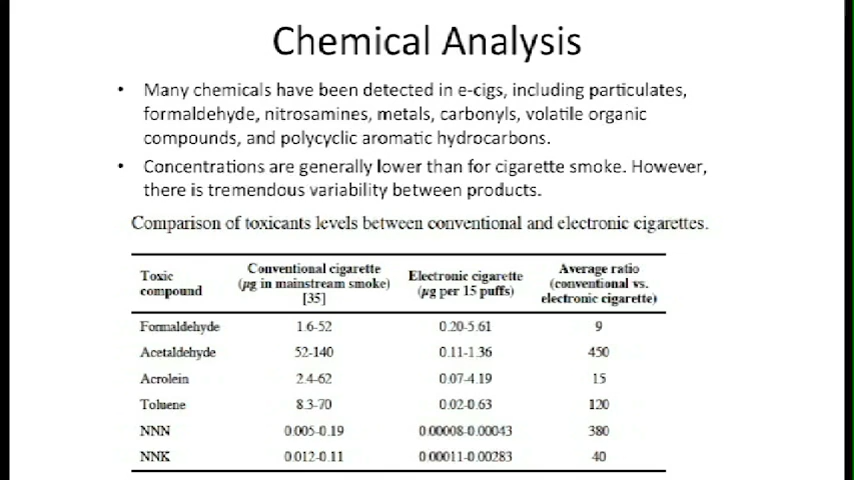 Chemical Analysis
• Many chemicals have been detected in e-cigs, including particulates,
formaldehyde, nitrosamines, metals, carbonyls, volatile organic
compounds, and polycyclic aromatic hydrocarbons.
• Concentrations are generally lower than for cigarette smoke. However,
there is tremendous variability between products.
Comparison of toxicants levels between conventional and electronic cigarettes.
Toxic compound | Conventional cigarette (µg in mainstream smoke) [35] | Electronic cigarette (µg per 15 puffs) | Average ratio (conventional vs. electronic cigarette)
Formaldehyde 1.6-52 0.20-5.61 9
Acetaldehyde 52-140 0.11-1.36 450
Acrolein 2.4-62 0.07-4.19 15
Toluene 8.3-70 0.02-0.63 120
NNN 0.005-0.19 0.00008-0.00043 380
NNK 0.012-0.11 0.00011-0.00283 40